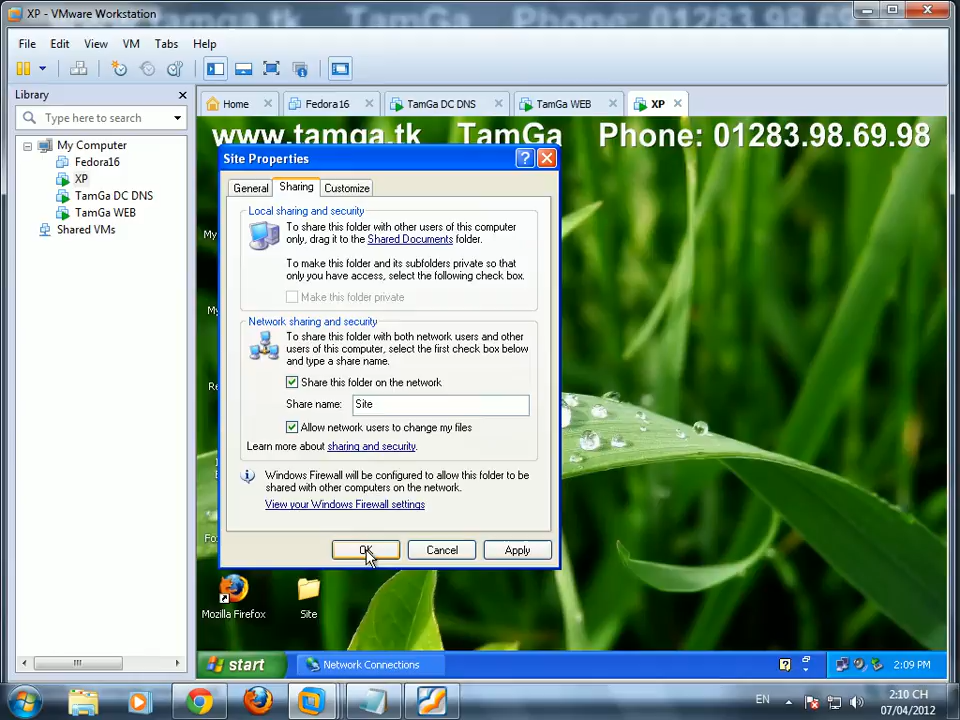 XP - VMware Workstation
File Edit View VM Tabs Help
Library
Type here to search
My Computer
Fedora16
XP
TamGa DC DNS
TamGa WEB
Shared VMs
Home
Fedora16
TamGa DC DNS
TamGa WEB
XP
www.tamga.tk TamGa Phone: 01283.98.69.98
Site Properties
General
Sharing
Customize
Local sharing and security
To share this folder with other users of this computer
only, drag it to the Shared Documents folder.
To make this folder and its subfolders private so that
only you have access, select the following check box.
Make this folder private
Network sharing and security
To share this folder with both network users and other
users of this computer, select the first check box below
and type a share name.
Share this folder on the network
Share name: Site
Allow network users to change my files
Learn more about sharing and security.
Windows Firewall will be configured to allow this folder to be
shared with other computers on the network.
View your Windows Firewall settings
OK
Cancel
Apply
Mozilla Firefox
Site
start
Network Connections
2:09 PM
EN
2:10 CH
07/04/2012